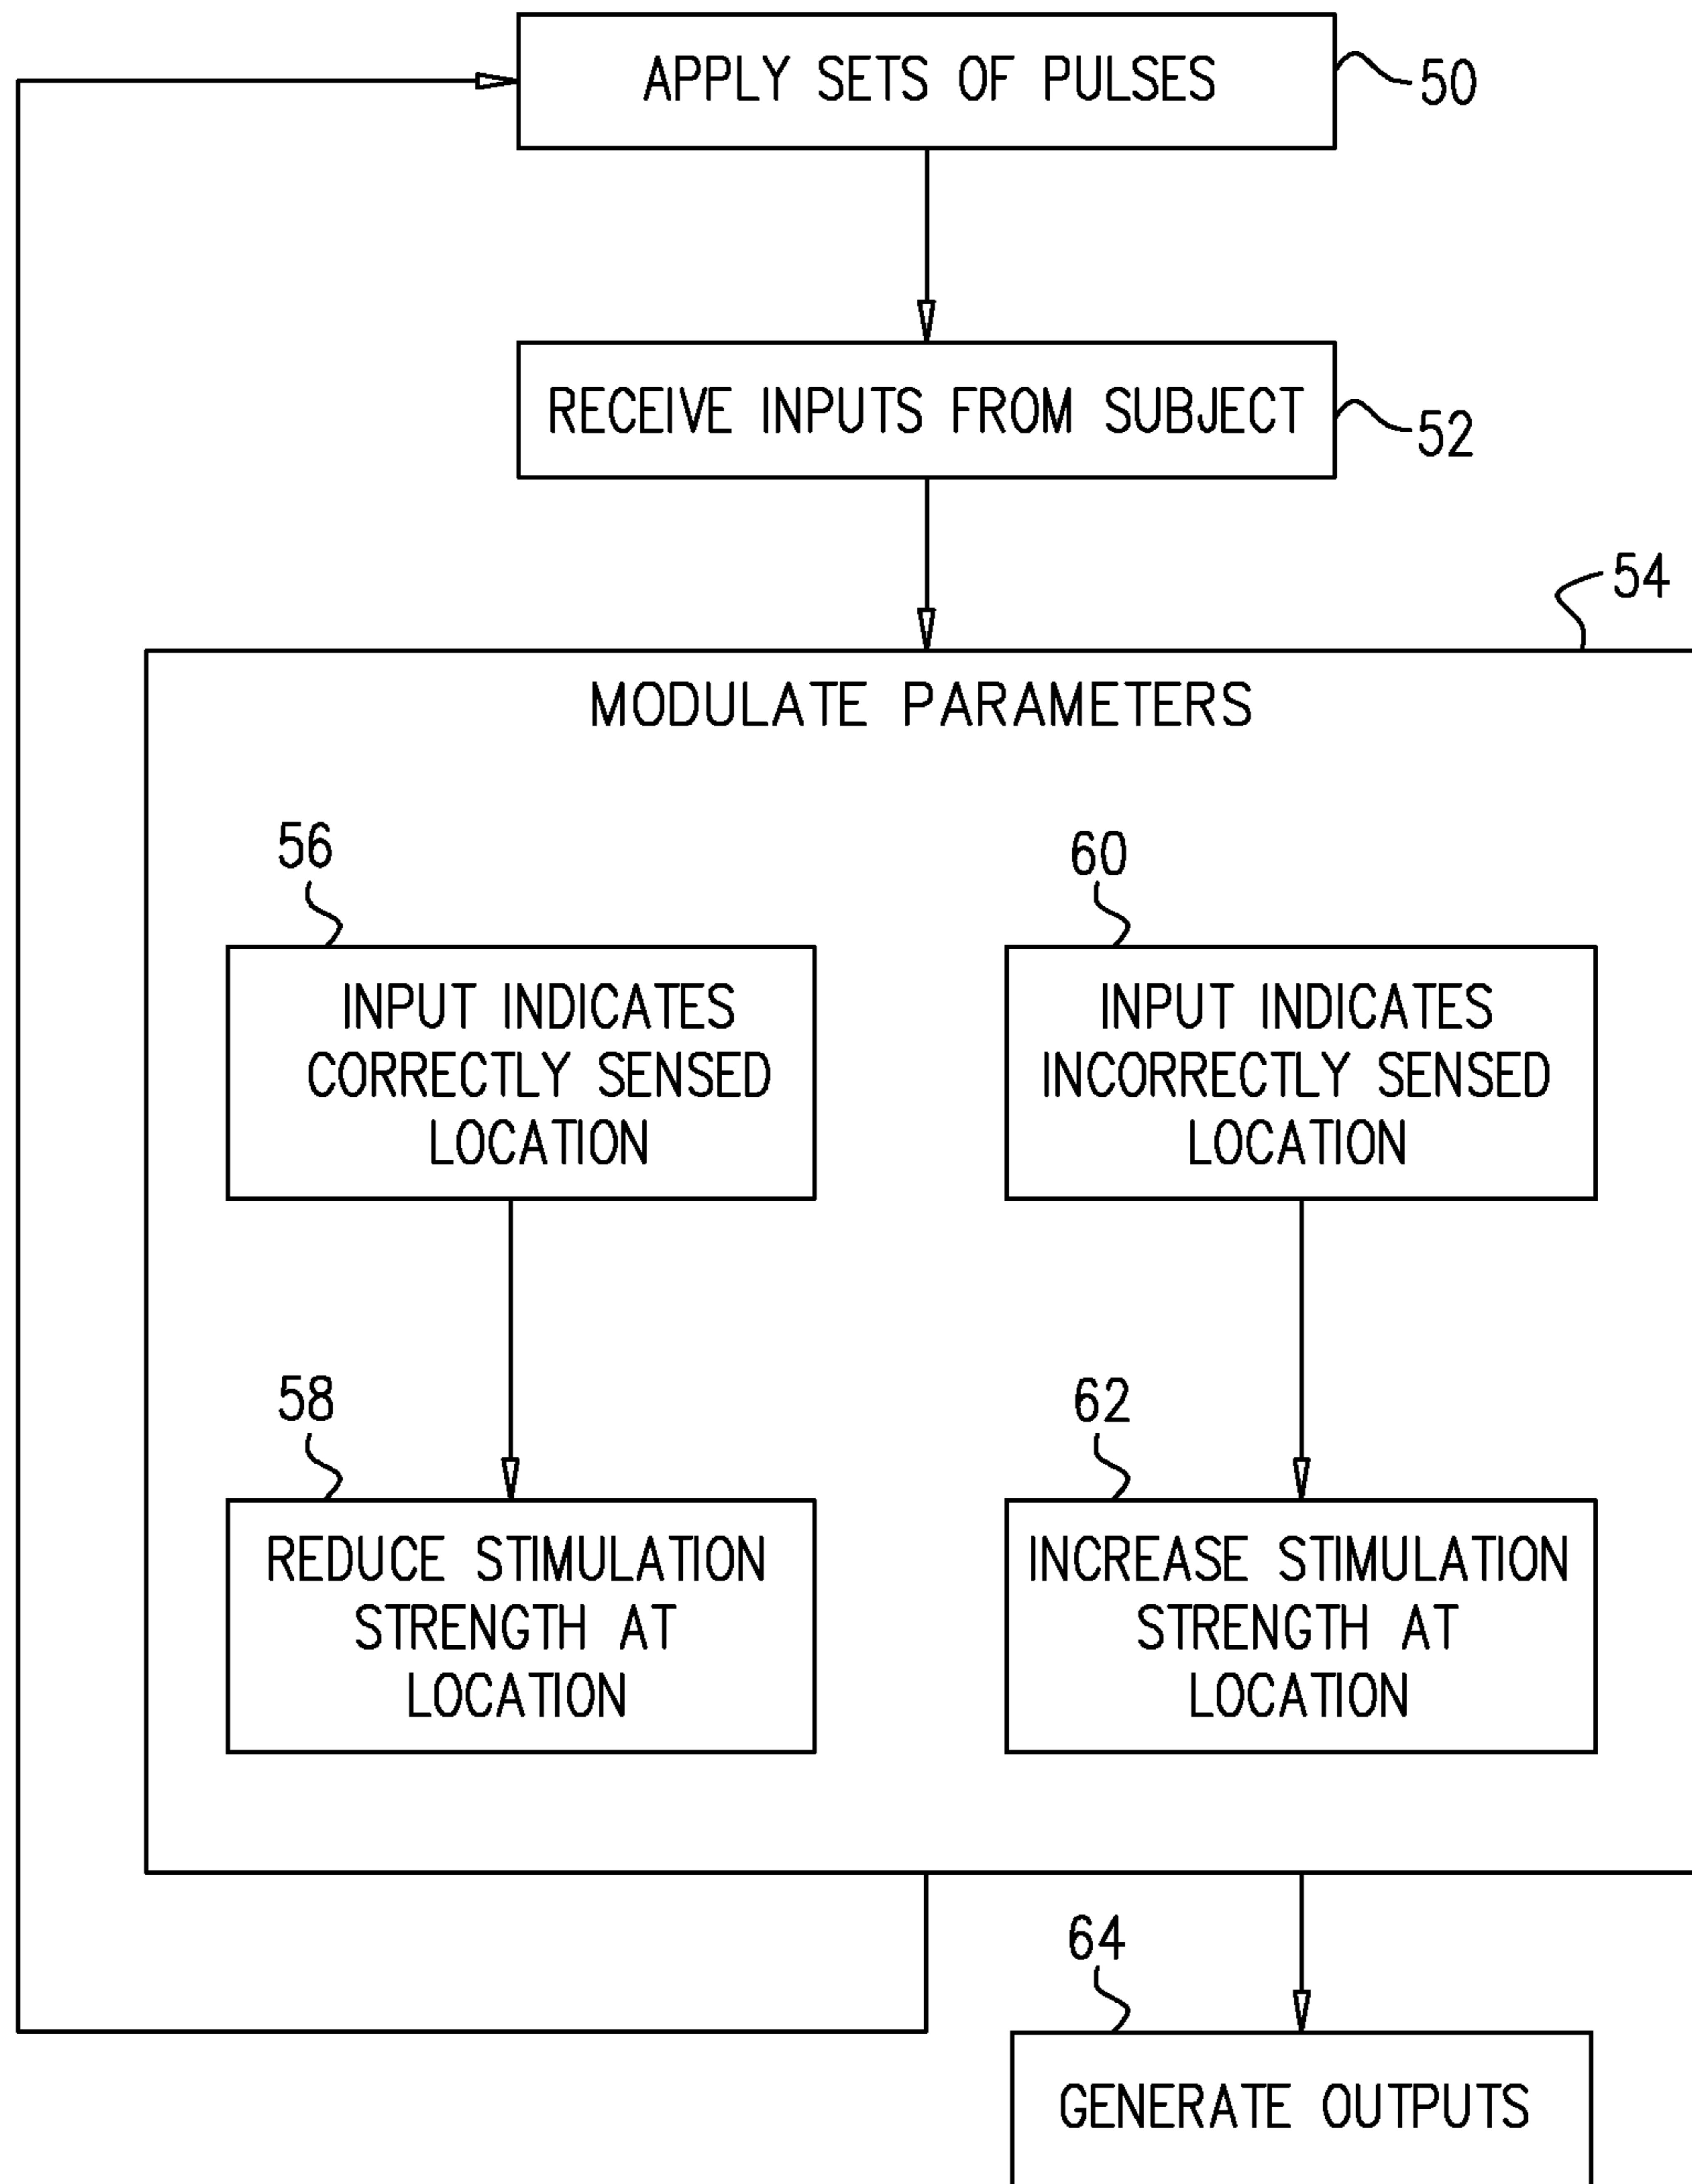 APPLY SETS OF PULSES
50
RECEIVE INPUTS FROM SUBJECT
52
54
MODULATE PARAMETERS
56
INPUT INDICATES
CORRECTLY SENSED
LOCATION
60
INPUT INDICATES
INCORRECTLY SENSED
LOCATION
58
REDUCE STIMULATION
STRENGTH AT
LOCATION
62
INCREASE STIMULATION
STRENGTH AT
LOCATION
64
GENERATE OUTPUTS